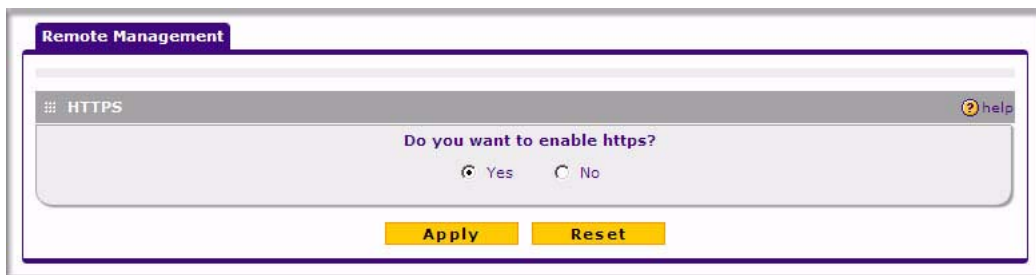 Remote Management
HTTPS
? help
Do you want to enable https?
Yes No
Apply Reset